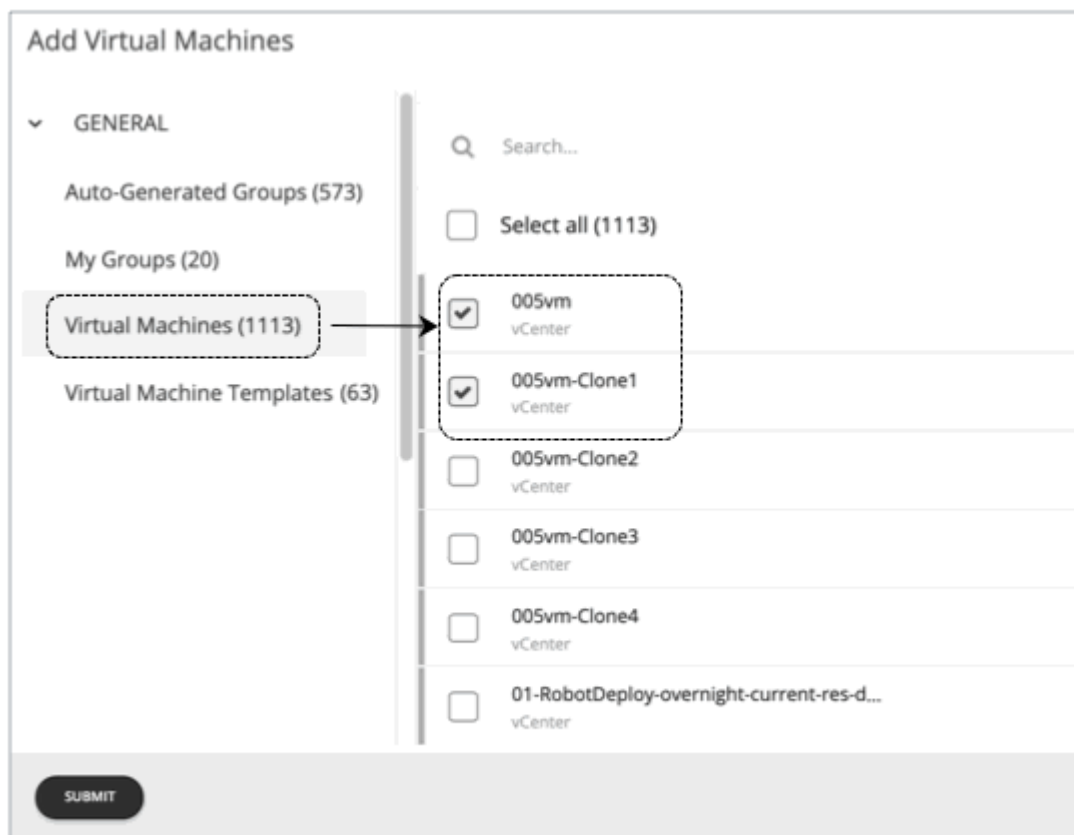 Add Virtual Machines
GENERAL
Auto-Generated Groups (573)
My Groups (20)
Virtual Machines (1113)
Virtual Machine Templates (63)
Search...
Select all (1113)
005vm
vCenter
005vm-Clone1
vCenter
005vm-Clone2
vCenter
005vm-Clone3
vCenter
005vm-Clone4
vCenter
01-RobotDeploy-overnight-current-res-d...
vCenter
SUBMIT